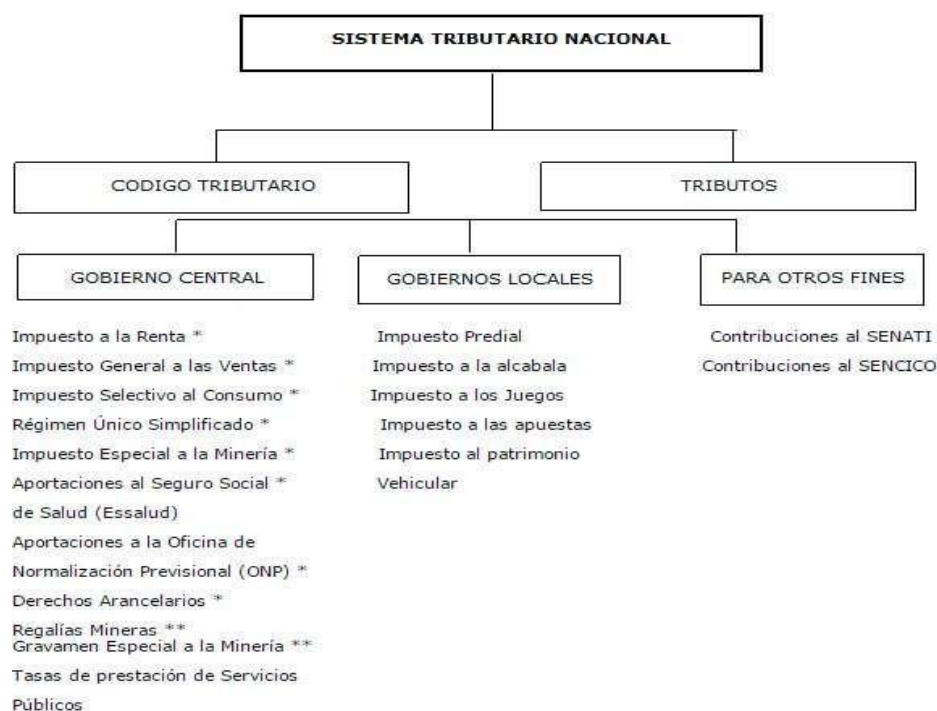 SISTEMA TRIBUTARIO NACIONAL
CODIGO TRIBUTARIO
TRIBUTOS
GOBIERNO CENTRAL
Impuesto a la Renta *
Impuesto General a las Ventas *
Impuesto Selectivo al Consumo *
Régimen Único Simplificado *
Impuesto Especial a la Minería *
Aportaciones al Seguro Social *
de Salud (Essalud)
Aportaciones a la Oficina de
Normalización Previsional (ONP) *
Derechos Arancelarios *
Regalías Mineras **
Gravamen Especial a la Minería **
Tasas de prestación de Servicios
Públicos
GOBIERNOS LOCALES
Impuesto Predial
Impuesto a la alcabala
Impuesto a los Juegos
Impuesto a las apuestas
Impuesto al patrimonio
Vehicular
PARA OTROS FINES
Contribuciones al SENATI
Contribuciones al SENCICO